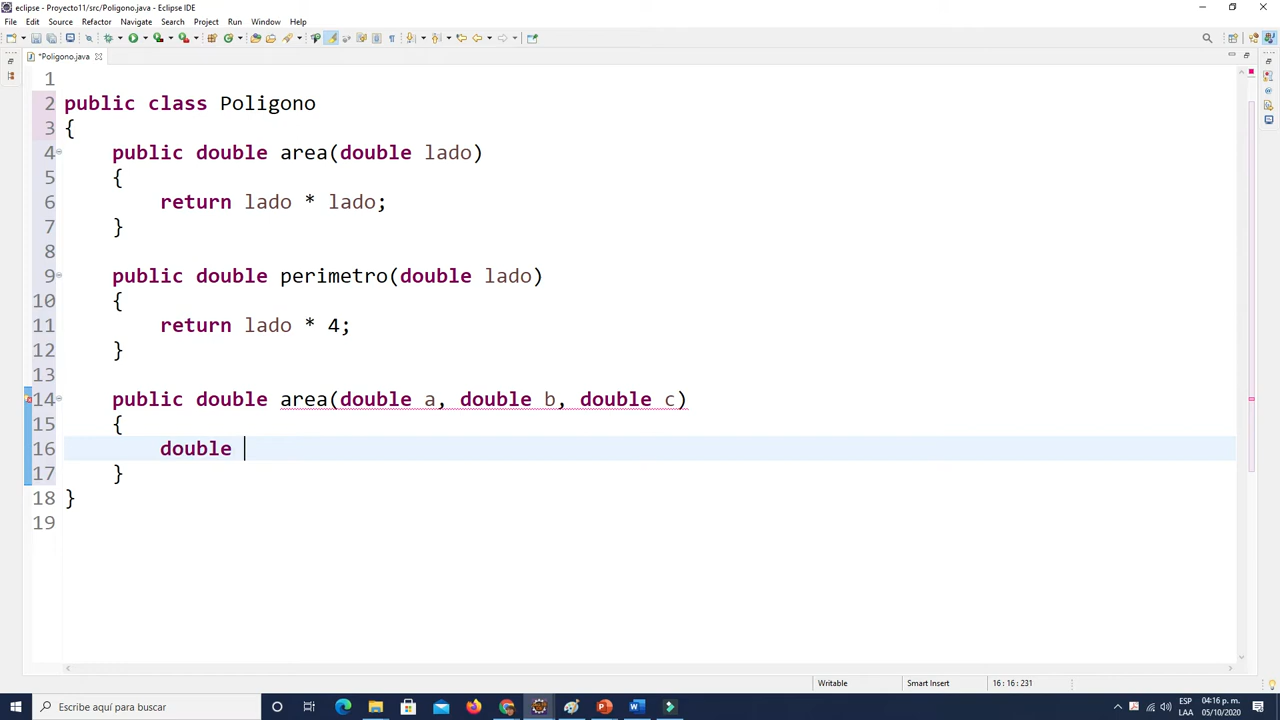 eclipse - Proyecto11/src/Poligono.java - Eclipse IDE
File Edit Source Refactor Navigate Search Project Run Window Help
*Poligono.java
1
2 public class Poligono
3 {
4 public double area(double lado)
5 {
6 return lado * lado;
7 }
8
9 public double perimetro(double lado)
10 {
11 return lado * 4;
12 }
13
14 public double area(double a, double b, double c)
15 {
16 double
17 }
18 }
19
Writable Smart Insert 16 : 16 : 231
Escribe aquí para buscar
ESP 04:16 p. m.
LAA 05/10/2020